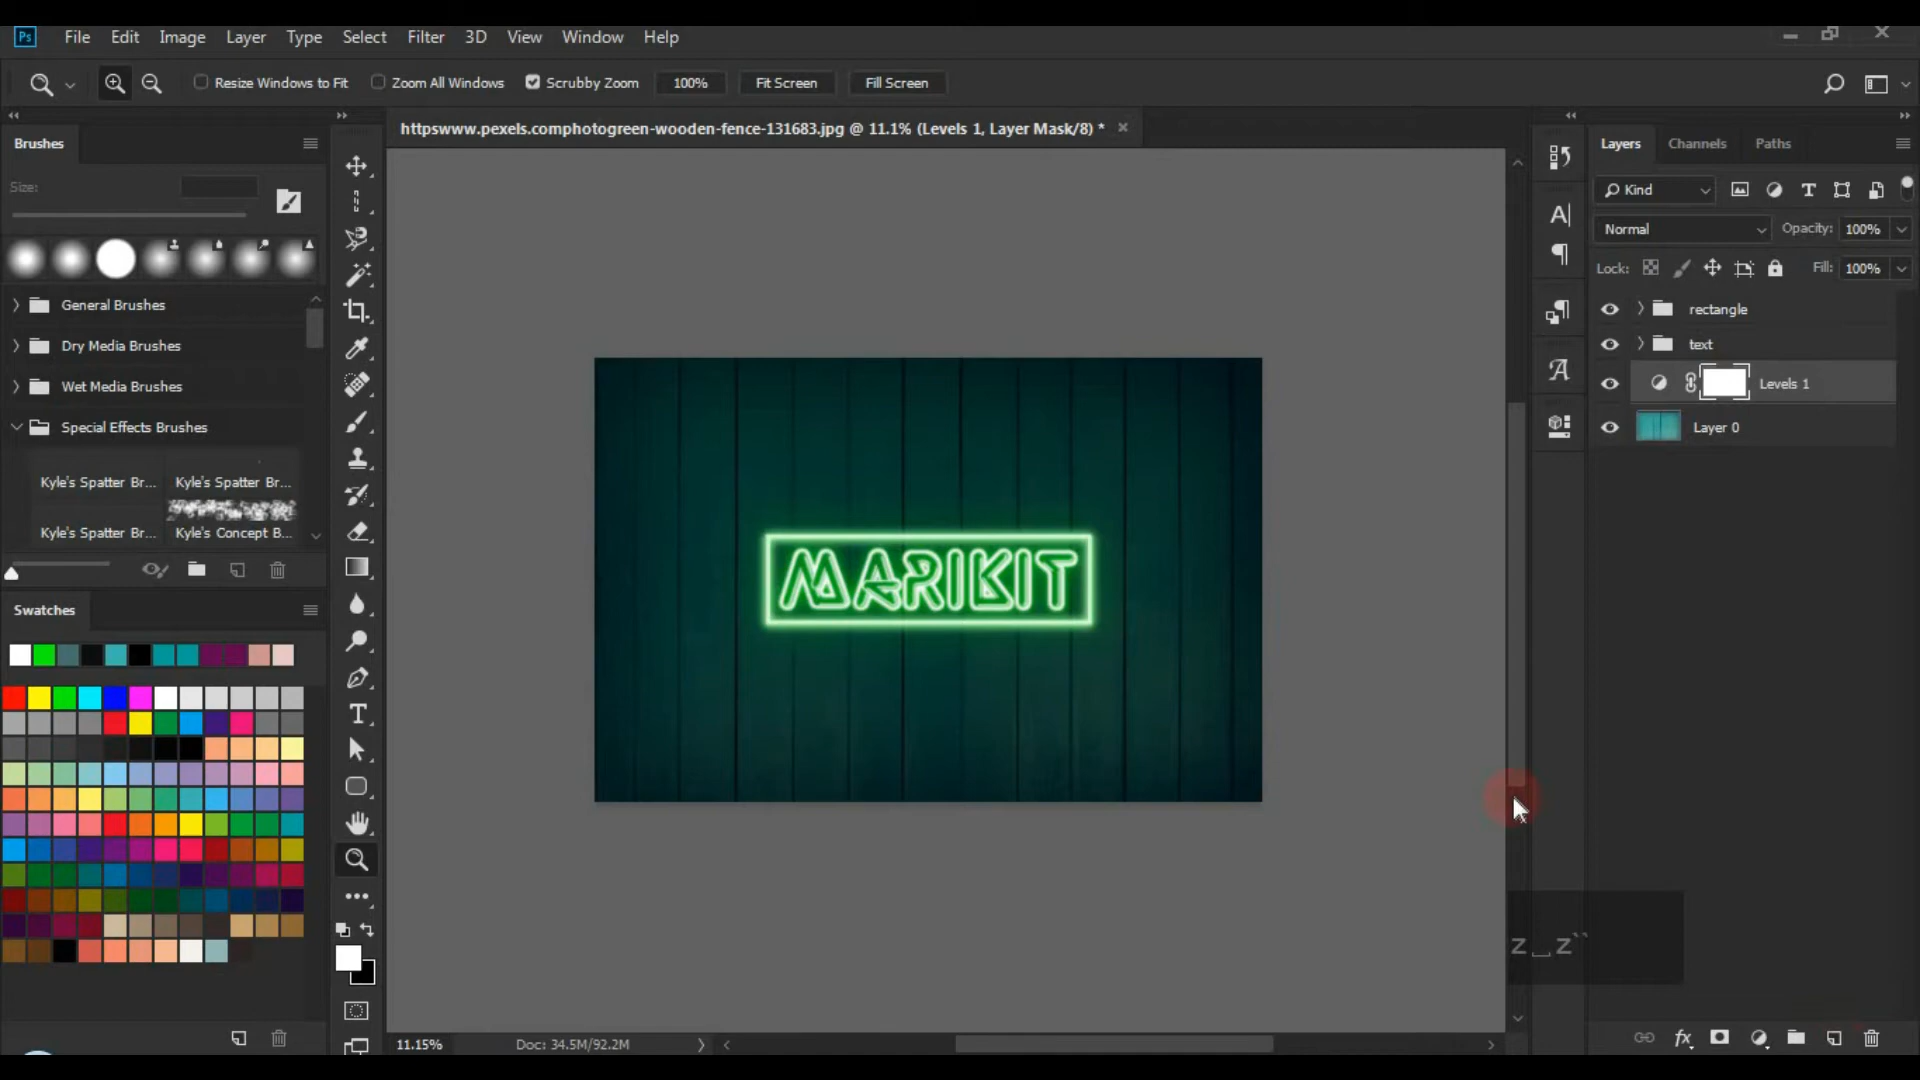 Ps File Edit Image Layer Type Select Filter 3D View Window Help
Resize Windows to Fit Zoom All Windows Scrubby Zoom 100% Fit Screen Fill Screen
httpswww.pexels.comphotogreen-wooden-fence-131683.jpg @ 11.1% (Levels 1, Layer Mask/8) *
Brushes
Size:
General Brushes
Dry Media Brushes
Wet Media Brushes
Special Effects Brushes
Kyle's Spatter Br... Kyle's Spatter Br...
Kyle's Spatter Br... Kyle's Concept B...
Swatches
MARIKIT
11.15% Doc: 34.5M/92.2M
Layers Channels Paths
Kind
Normal Opacity: 100%
Lock: Fill: 100%
rectangle
text
Levels 1
Layer 0
z⎵z``
fx